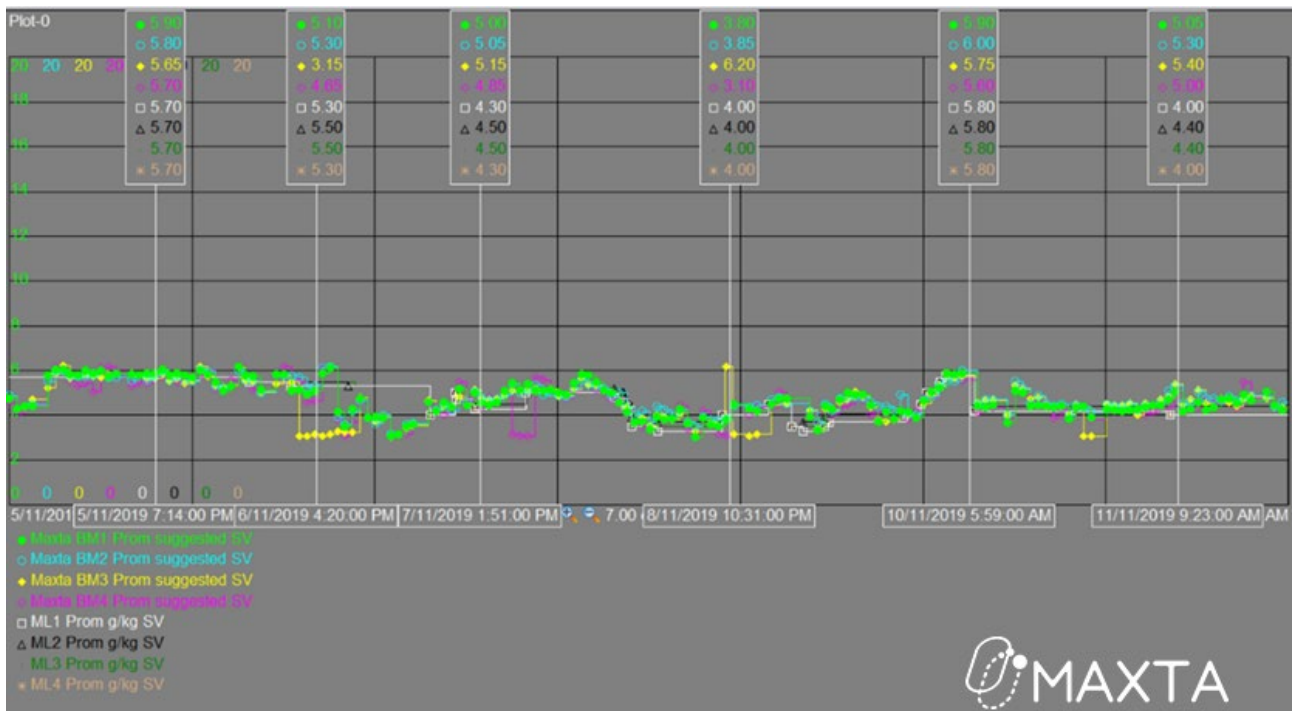 Plot-0
5.90 5.10 5.00 3.80 5.90 5.05
5.80 5.30 5.05 3.85 6.00 5.30
20 20 20 20 20 20
5.65 3.15 5.15 6.20 5.75 5.40
5.70 4.65 4.85 3.10 5.60 5.00
18
5.70 5.30 4.30 4.00 5.80 4.00
5.70 5.50 4.50 4.00 5.80 4.40
16
5.70 5.50 4.50 4.00 5.80 4.40
5.70 5.30 4.30 4.00 5.80 4.00
14
12
10
8
6
4
2
0 0 0 0 0 0 0 0
5/11/201 5/11/2019 7:14:00 PM 6/11/2019 4:20:00 PM 7/11/2019 1:51:00 PM 7.00 8/11/2019 10:31:00 PM 10/11/2019 5:59:00 AM 11/11/2019 9:23:00 AM AM
Maxta BM1 Prom suggested SV
Maxta BM2 Prom suggested SV
Maxta BM3 Prom suggested SV
Maxta BM4 Prom suggested SV
ML1 Prom g/kg SV
ML2 Prom g/kg SV
ML3 Prom g/kg SV
ML4 Prom g/kg SV
MAXTA